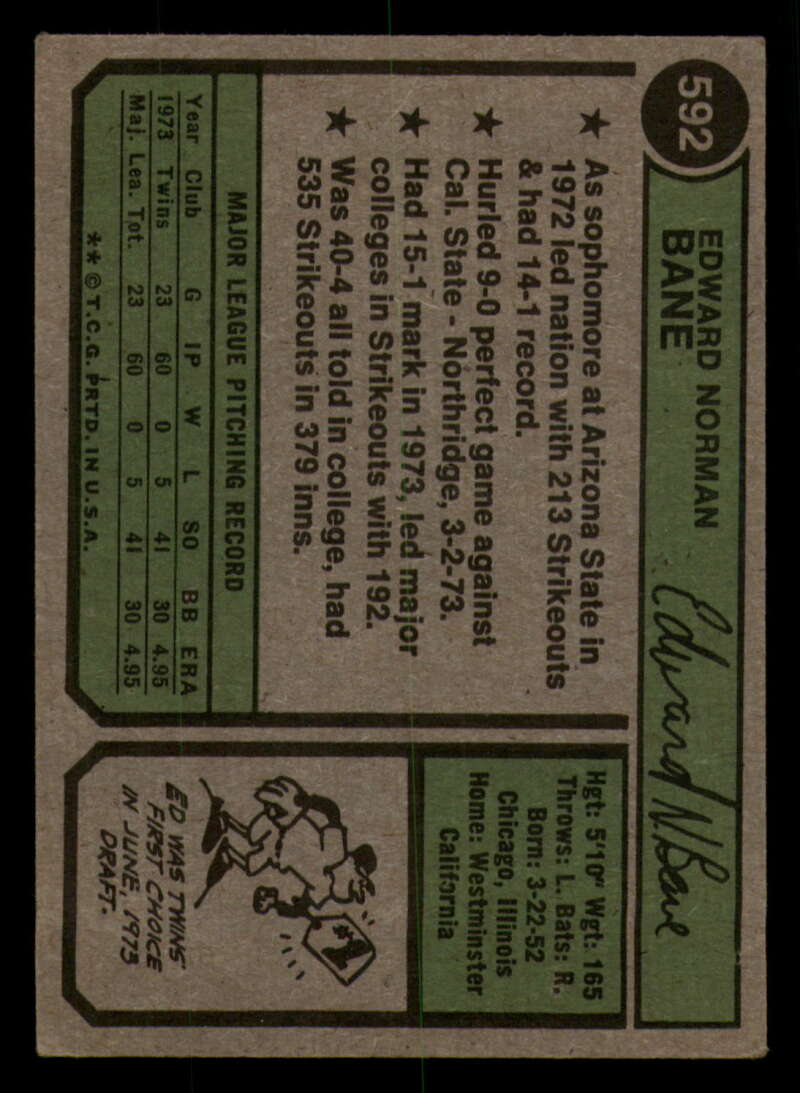 592
EDWARD NORMAN
BANE
Edward N. Bane
★ As sophomore at Arizona State in
1972 led nation with 213 Strikeouts
& had 14-1 record.
★ Hurled 9-0 perfect game against
Cal. State - Northridge, 3-2-73.
★ Had 15-1 mark in 1973, led major
colleges in Strikeouts with 192.
★ Was 40-4 all told in college, had
535 Strikeouts in 379 inns.
MAJOR LEAGUE PITCHING RECORD
Year Club G IP W L SO BB ERA
1973 Twins 23 60 0 5 41 30 4.95
Maj. Lea. Tot. 23 60 0 5 41 30 4.95
** © T.C.G. PRTD. IN U.S.A.
Hgt: 5'10" Wgt: 165
Throws: L. Bats: R.
Born: 3-22-52
Chicago, Illinois
Home: Westminster
California
#1
ED WAS TWINS'
FIRST CHOICE
IN JUNE, 1973
DRAFT.